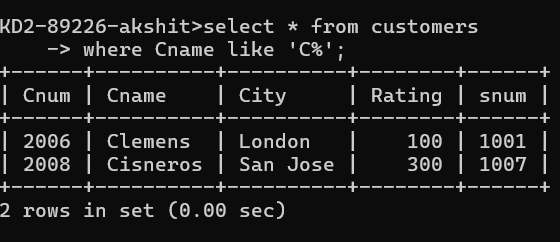 KD2-89226-akshit>select * from customers
    -> where Cname like 'C%';
+------+----------+----------+--------+------+
| Cnum | Cname    | City     | Rating | snum |
+------+----------+----------+--------+------+
| 2006 | Clemens  | London   |    100 | 1001 |
| 2008 | Cisneros | San Jose |    300 | 1007 |
+------+----------+----------+--------+------+
2 rows in set (0.00 sec)